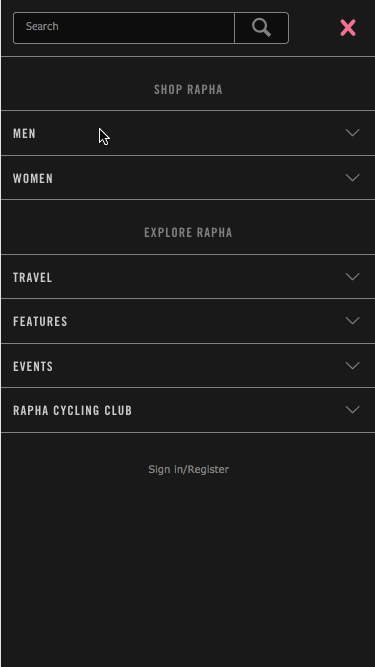 Search
SHOP RAPHA
MEN
WOMEN
EXPLORE RAPHA
TRAVEL
FEATURES
EVENTS
RAPHA CYCLING CLUB
Sign in/Register